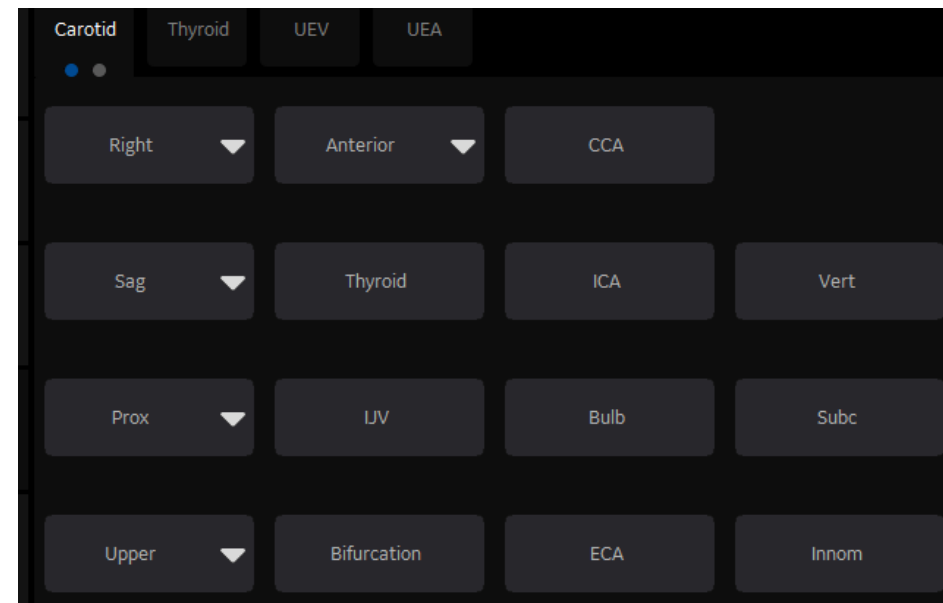 Carotid Thyroid UEV UEA
Right Anterior CCA
Sag Thyroid ICA Vert
Prox IJV Bulb Subc
Upper Bifurcation ECA Innom